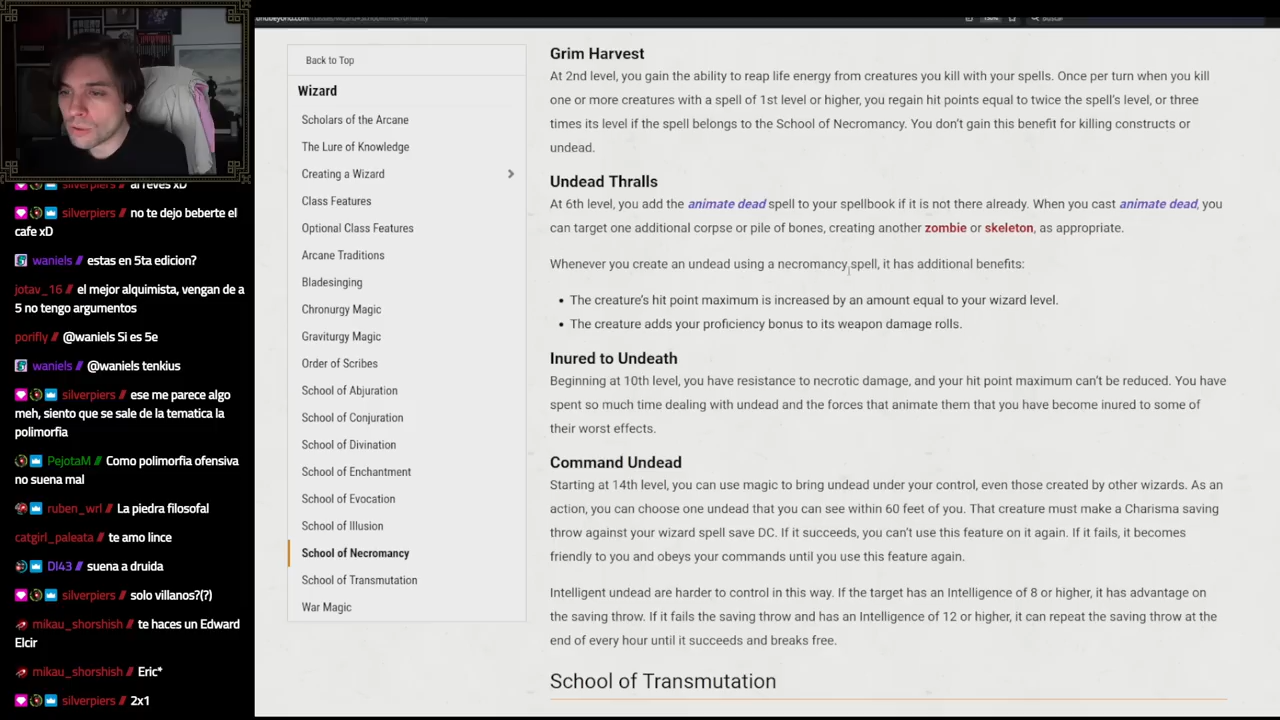 silverpiers // al reves xD
silverpiers // no te dejo beberte el
cafe xD
waniels // estas en 5ta edicion?
jotav_16 // el mejor alquimista, vengan de a
5 no tengo argumentos
porifly // @waniels Si es 5e
waniels // @waniels tenkius
silverpiers // ese me parece algo
meh, siento que se sale de la tematica la
polimorfia
PejotaM // Como polimorfia ofensiva
no suena mal
ruben_wrl // La piedra filosofal
catgirl_paleata // te amo lince
Dl43 // suena a druida
silverpiers // solo villanos?(?)
mikau_shorshish // te haces un Edward
Elcir
mikau_shorshish // Eric*
silverpiers // 2x1
Back to Top
Wizard
Scholars of the Arcane
The Lure of Knowledge
Creating a Wizard
Class Features
Optional Class Features
Arcane Traditions
Bladesinging
Chronurgy Magic
Graviturgy Magic
Order of Scribes
School of Abjuration
School of Conjuration
School of Divination
School of Enchantment
School of Evocation
School of Illusion
School of Necromancy
School of Transmutation
War Magic
Grim Harvest
At 2nd level, you gain the ability to reap life energy from creatures you kill with your spells. Once per turn when you kill
one or more creatures with a spell of 1st level or higher, you regain hit points equal to twice the spell's level, or three
times its level if the spell belongs to the School of Necromancy. You don't gain this benefit for killing constructs or
undead.
Undead Thralls
At 6th level, you add the animate dead spell to your spellbook if it is not there already. When you cast animate dead, you
can target one additional corpse or pile of bones, creating another zombie or skeleton, as appropriate.
Whenever you create an undead using a necromancy spell, it has additional benefits:
• The creature's hit point maximum is increased by an amount equal to your wizard level.
• The creature adds your proficiency bonus to its weapon damage rolls.
Inured to Undeath
Beginning at 10th level, you have resistance to necrotic damage, and your hit point maximum can't be reduced. You have
spent so much time dealing with undead and the forces that animate them that you have become inured to some of
their worst effects.
Command Undead
Starting at 14th level, you can use magic to bring undead under your control, even those created by other wizards. As an
action, you can choose one undead that you can see within 60 feet of you. That creature must make a Charisma saving
throw against your wizard spell save DC. If it succeeds, you can't use this feature on it again. If it fails, it becomes
friendly to you and obeys your commands until you use this feature again.
Intelligent undead are harder to control in this way. If the target has an Intelligence of 8 or higher, it has advantage on
the saving throw. If it fails the saving throw and has an Intelligence of 12 or higher, it can repeat the saving throw at the
end of every hour until it succeeds and breaks free.
School of Transmutation